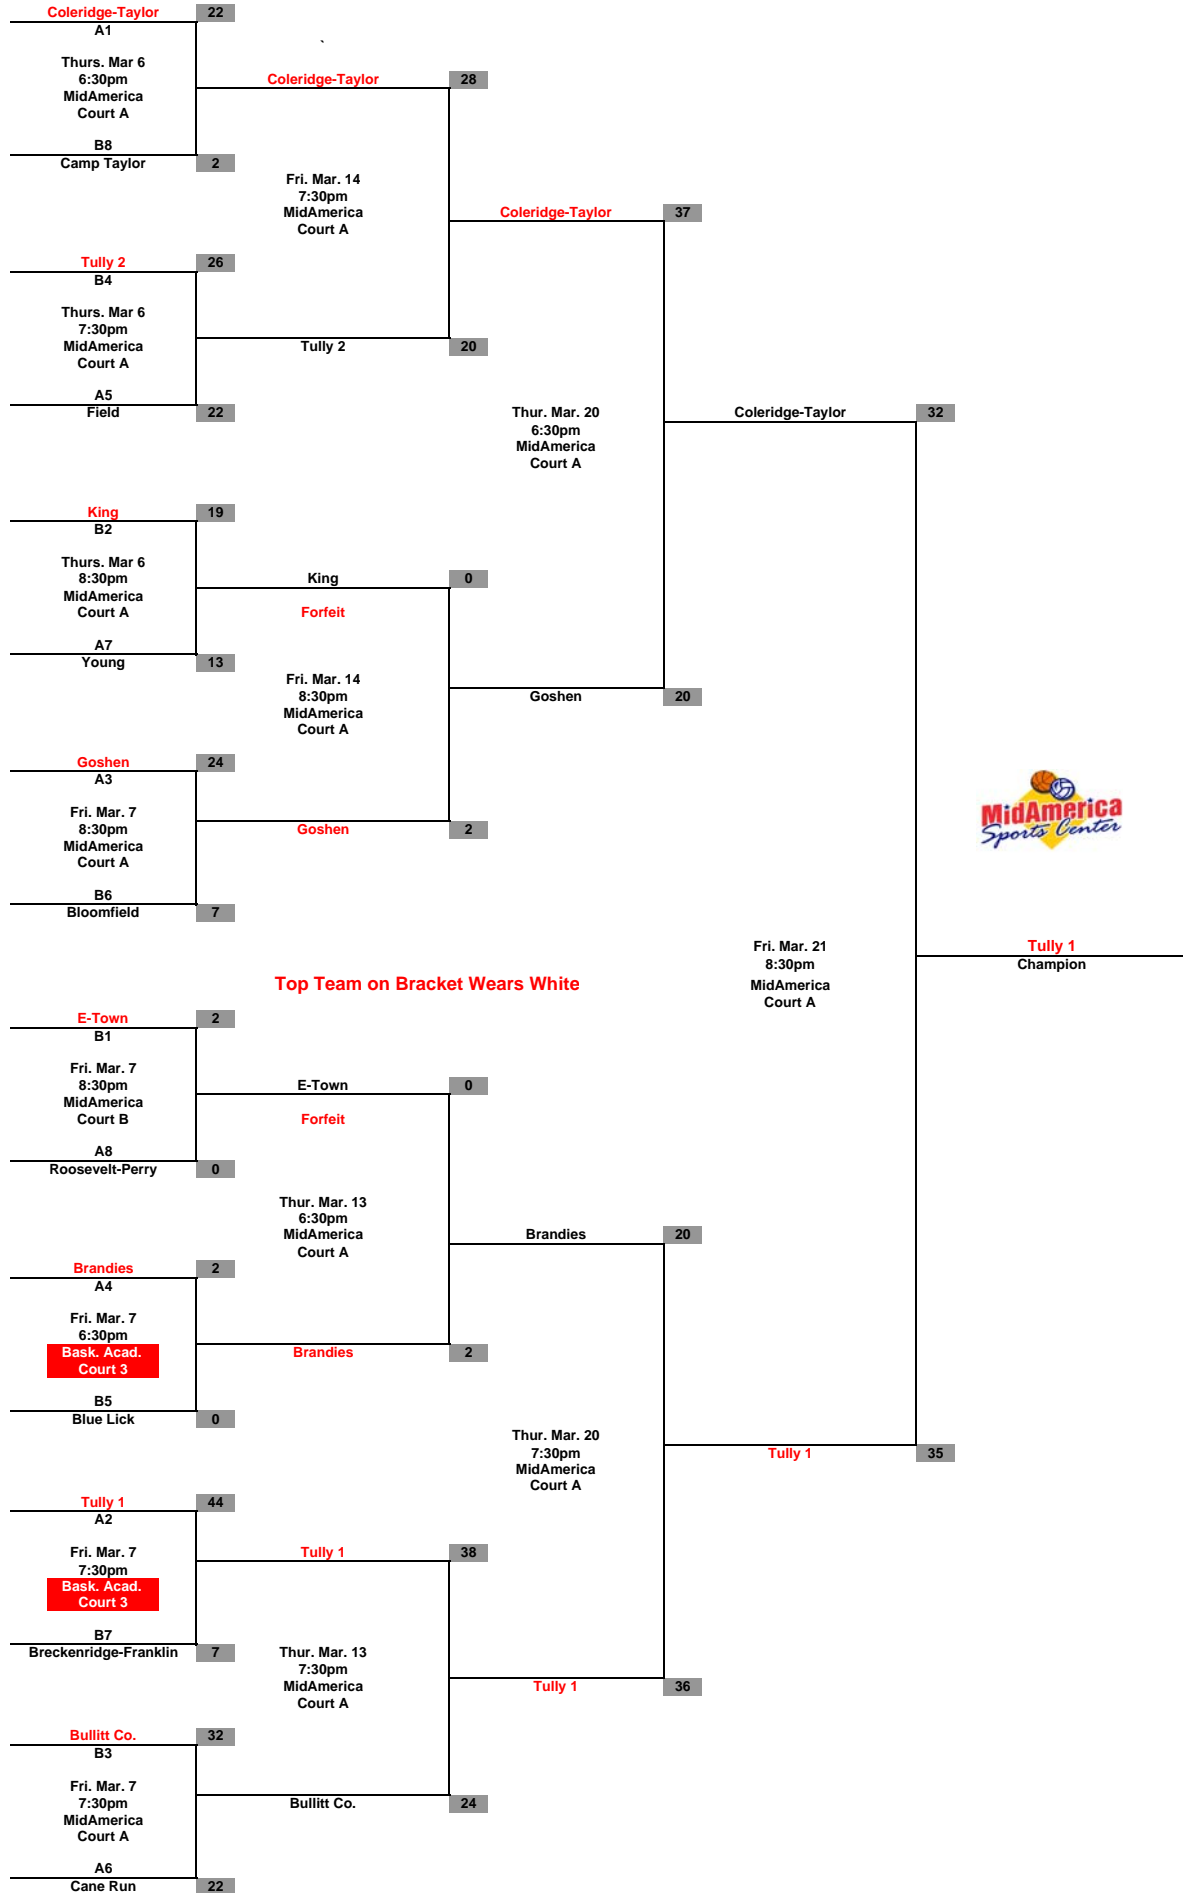 Coleridge-Taylor 22
A1
`
Thurs. Mar 6
6:30pm
MidAmerica
Court A
Coleridge-Taylor 28
B8
Camp Taylor 2
Fri. Mar. 14
7:30pm
MidAmerica
Court A
Coleridge-Taylor 37
Tully 2 26
B4
Thurs. Mar 6
7:30pm
MidAmerica
Court A
Tully 2 20
A5
Field 22
Thur. Mar. 20
6:30pm
MidAmerica
Court A
Coleridge-Taylor 32
King 19
B2
Thurs. Mar 6
8:30pm
MidAmerica
Court A
King 0
Forfeit
A7
Young 13
Fri. Mar. 14
8:30pm
MidAmerica
Court A
Goshen 20
Goshen 24
A3
Fri. Mar. 7
8:30pm
MidAmerica
Court A
Goshen 2
MidAmerica
Sports Center
B6
Bloomfield 7
Fri. Mar. 21
8:30pm
MidAmerica
Court A
Tully 1
Champion
Top Team on Bracket Wears White
E-Town 2
B1
Fri. Mar. 7
8:30pm
MidAmerica
Court B
E-Town 0
Forfeit
A8
Roosevelt-Perry 0
Thur. Mar. 13
6:30pm
MidAmerica
Court A
Brandies 20
Brandies 2
A4
Fri. Mar. 7
6:30pm
Bask. Acad.
Court 3
Brandies 2
B5
Blue Lick 0
Thur. Mar. 20
7:30pm
MidAmerica
Court A
Tully 1 35
Tully 1 44
A2
Fri. Mar. 7
7:30pm
Bask. Acad.
Court 3
Tully 1 38
B7
Breckenridge-Franklin 7
Thur. Mar. 13
7:30pm
MidAmerica
Court A
Tully 1 36
Bullitt Co. 32
B3
Fri. Mar. 7
7:30pm
MidAmerica
Court A
Bullitt Co. 24
A6
Cane Run 22